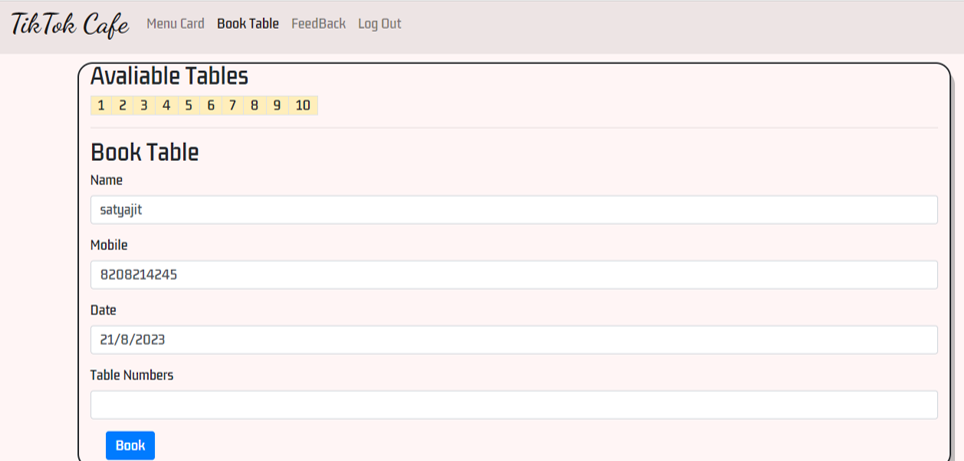 TikTok Cafe Menu Card Book Table FeedBack Log Out
Avaliable Tables
1 2 3 4 5 6 7 8 9 10
Book Table
Name
satyajit
Mobile
8208214245
Date
21/8/2023
Table Numbers
Book